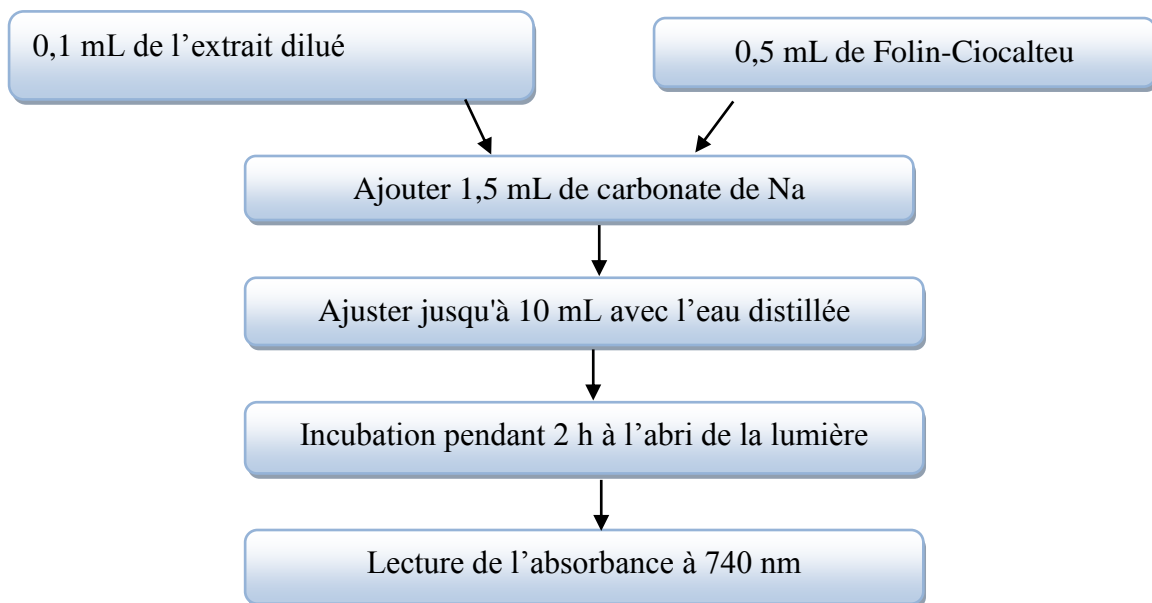 0,1 mL de l’extrait dilué
0,5 mL de Folin-Ciocalteu
Ajouter 1,5 mL de carbonate de Na
Ajuster jusqu'à 10 mL avec l’eau distillée
Incubation pendant 2 h à l’abri de la lumière
Lecture de l’absorbance à 740 nm